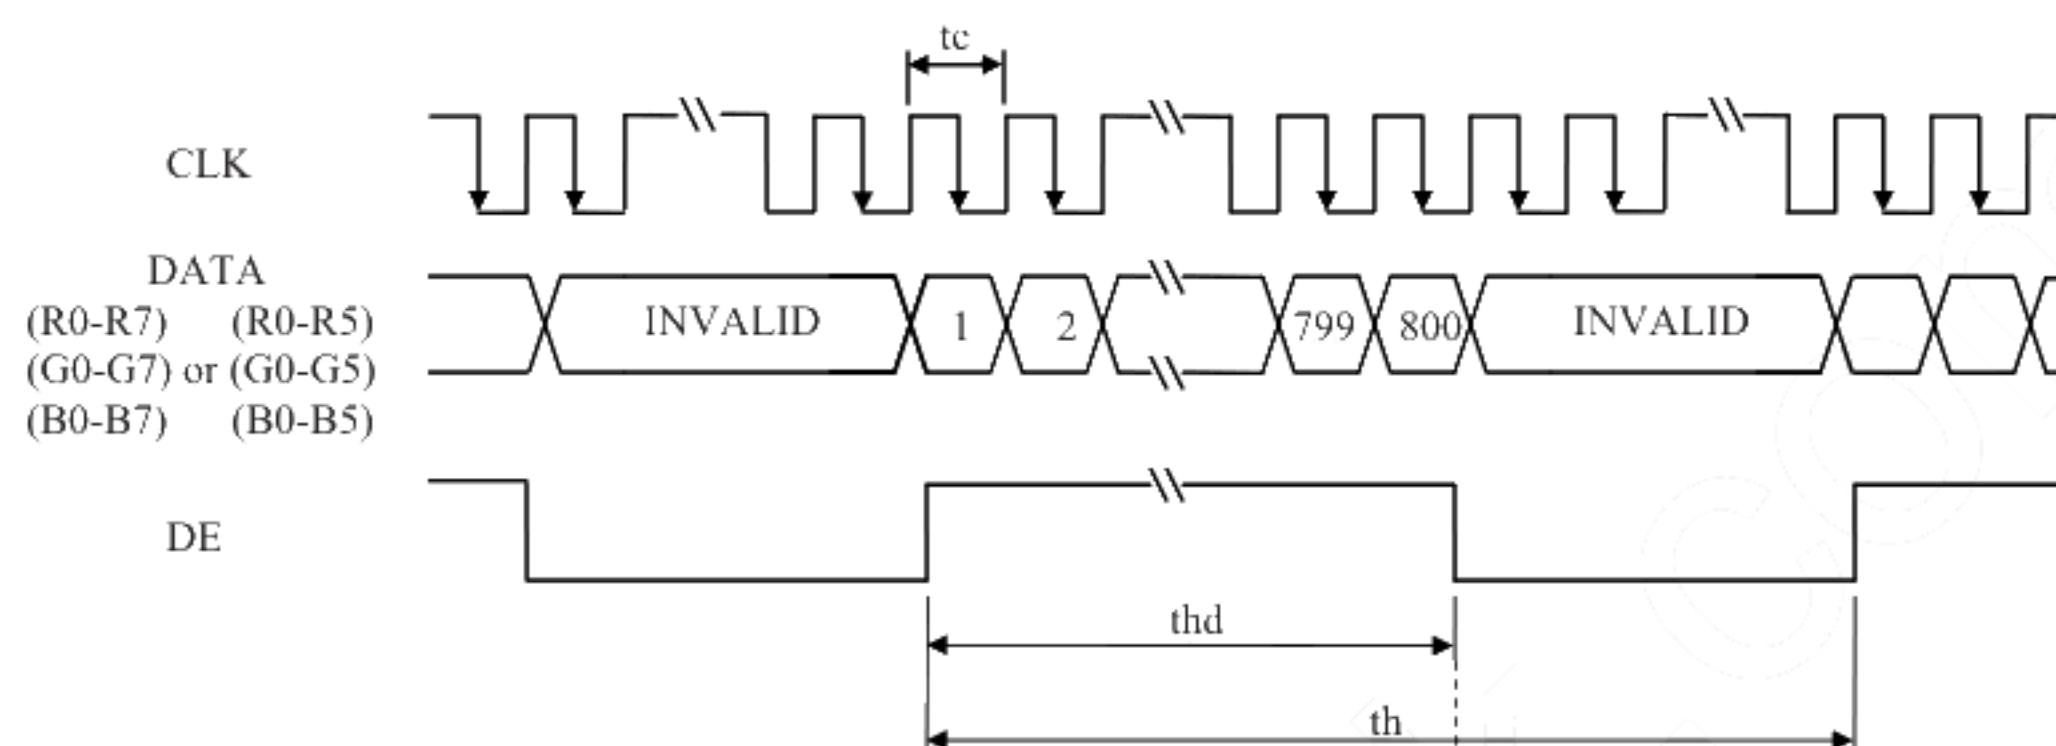 tc
CLK
DATA
(R0-R7) (R0-R5)
(G0-G7) or (G0-G5)
(B0-B7) (B0-B5)
INVALID 1 2 799 800 INVALID
DE
thd
th